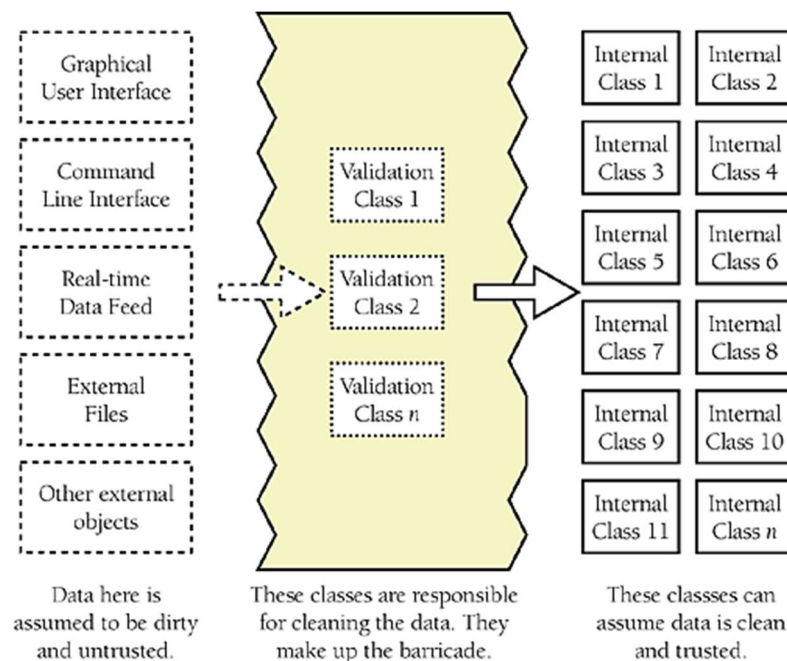 Graphical
User Interface
Command
Line Interface
Real-time
Data Feed
External
Files
Other external
objects
Data here is
assumed to be dirty
and untrusted.
Validation
Class 1
Validation
Class 2
Validation
Class n
These classes are responsible
for cleaning the data. They
make up the barricade.
Internal
Class 1
Internal
Class 2
Internal
Class 3
Internal
Class 4
Internal
Class 5
Internal
Class 6
Internal
Class 7
Internal
Class 8
Internal
Class 9
Internal
Class 10
Internal
Class 11
Internal
Class n
These classses can
assume data is clean
and trusted.